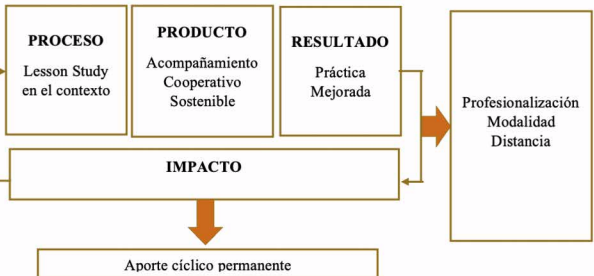 PROCESO
Lesson Study
en el contexto
PRODUCTO
Acompañamiento
Cooperativo
Sostenible
RESULTADO
Práctica
Mejorada
Profesionalización
Modalidad
Distancia
IMPACTO
Aporte cíclico permanente